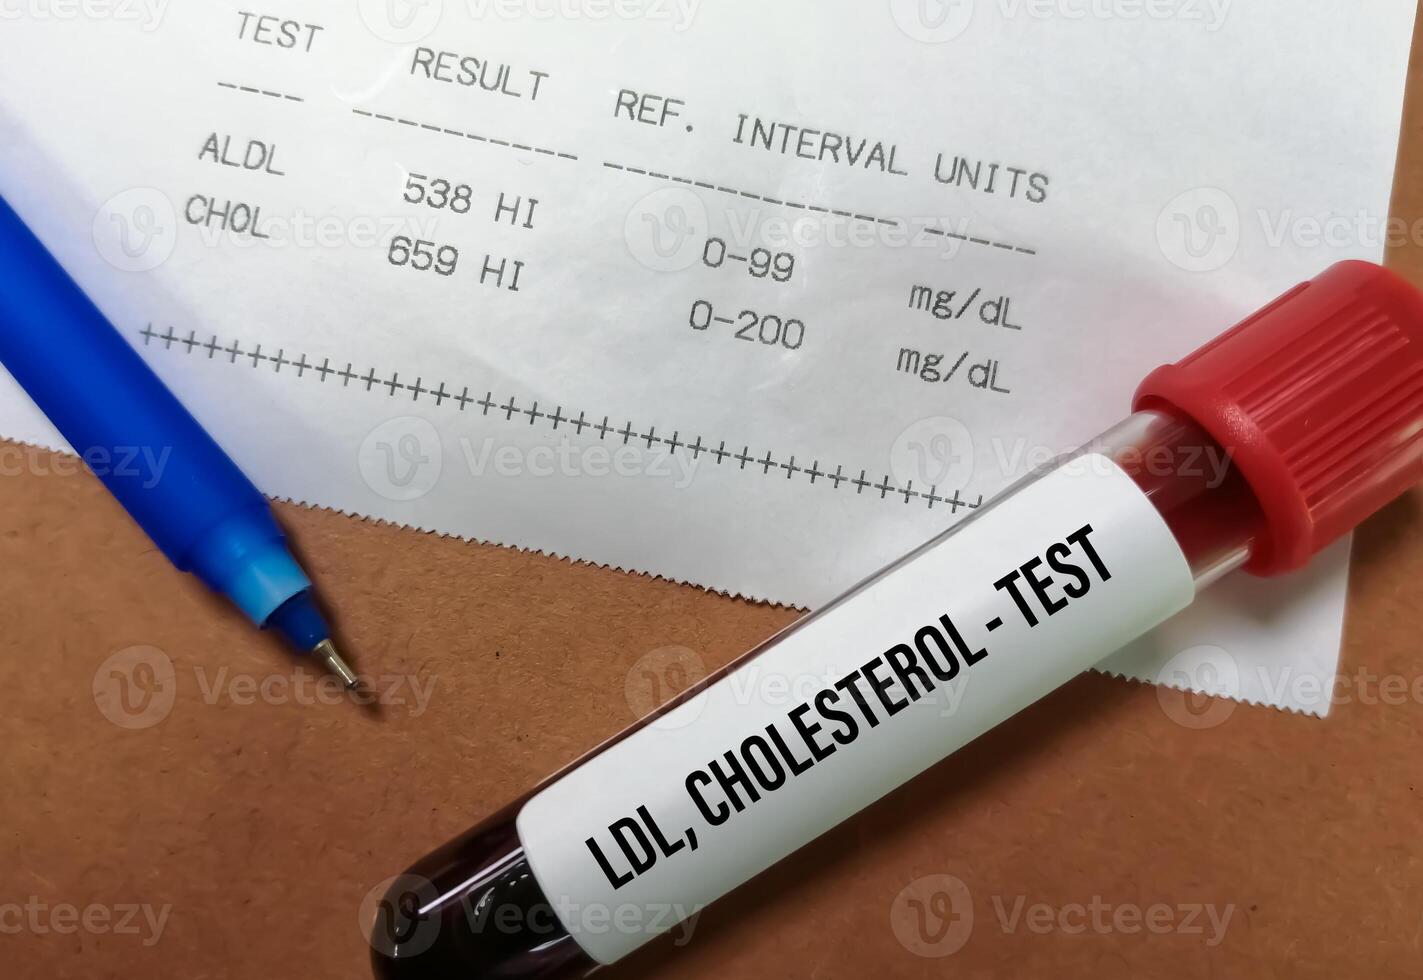 TEST RESULT REF. INTERVAL UNITS
----- --------------- -------------------- -------
ALDL 538 HI 0-99 mg/dL
CHOL 659 HI 0-200 mg/dL
+++++++++++++++++++++++++++++++++++++
LDL, CHOLESTEROL - TEST
Vecteezy